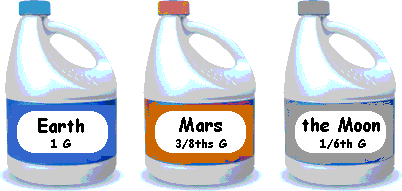 Earth
1 G
Mars
3/8ths G
the Moon
1/6th G